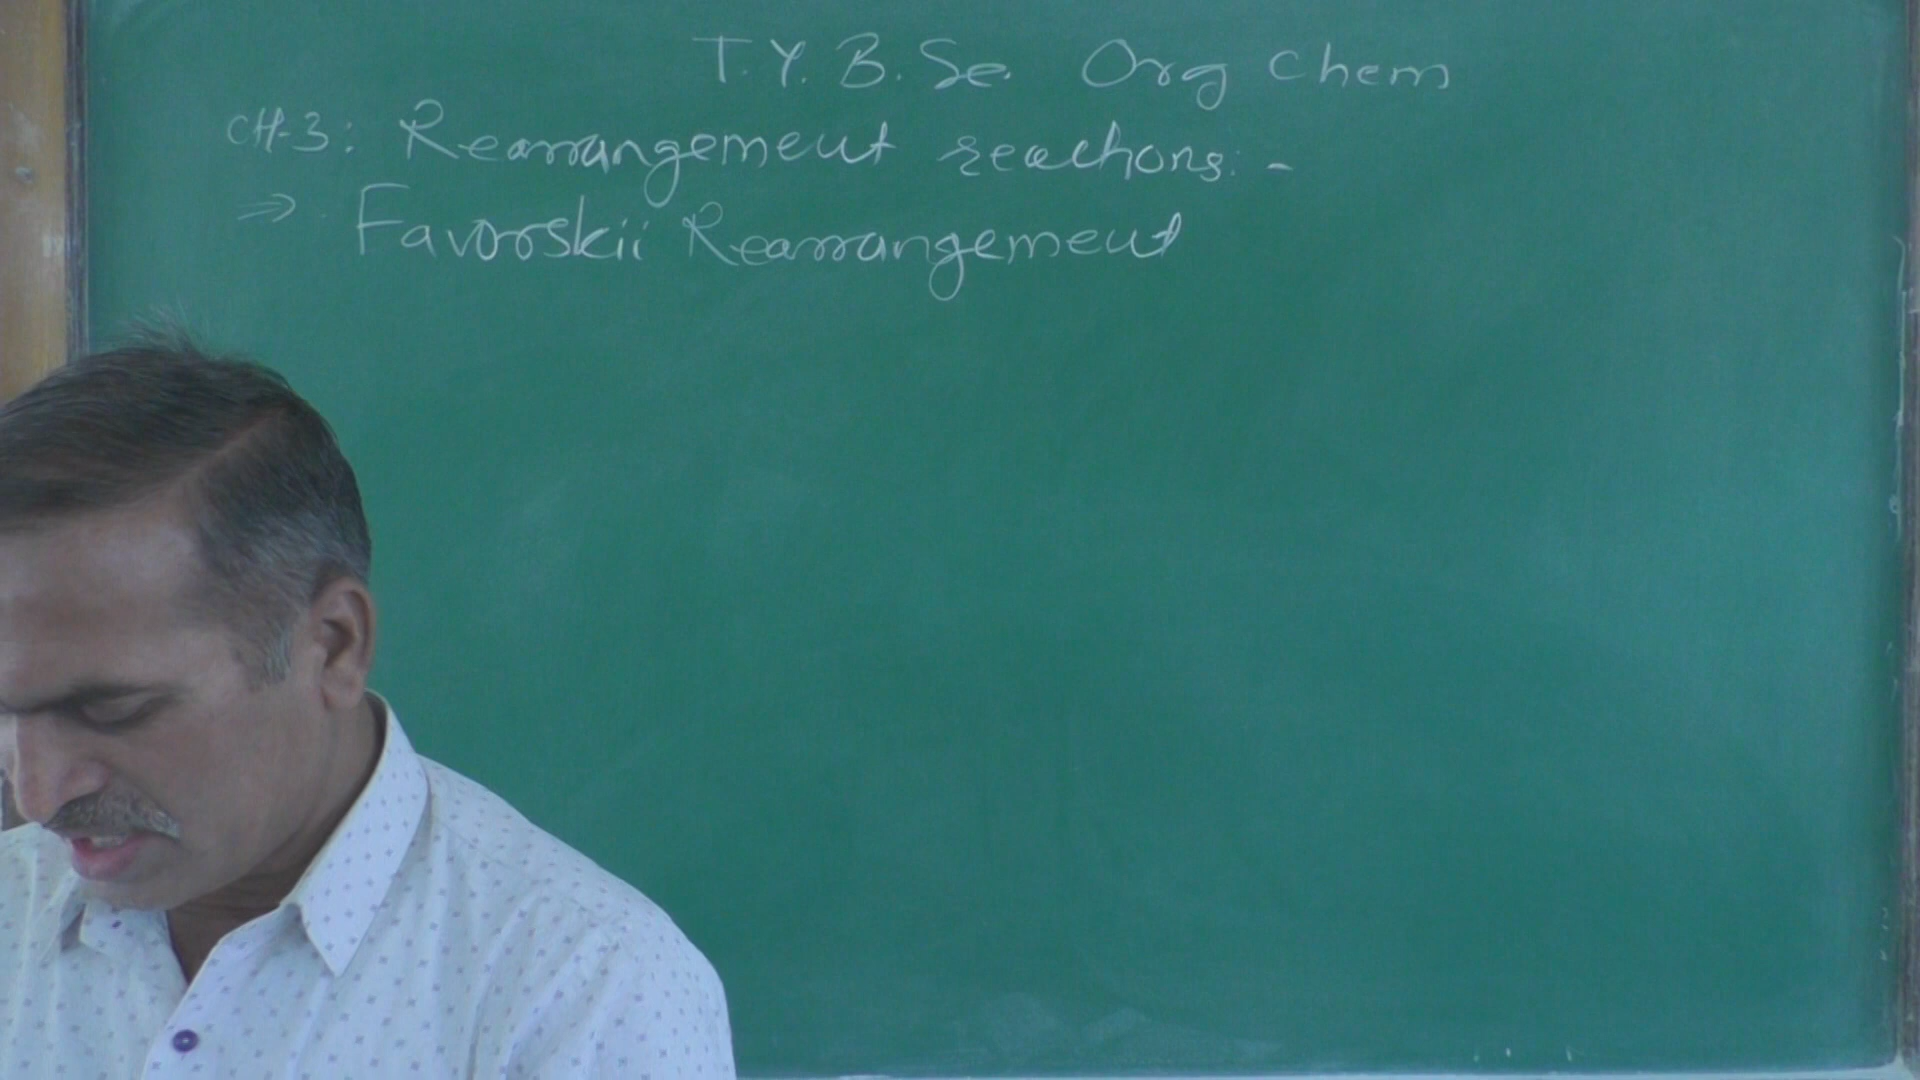 T.Y. B.Sc. Org Chem
CH-3: Rearrangement reactions:-
⇒ Favorskii Rearrangement